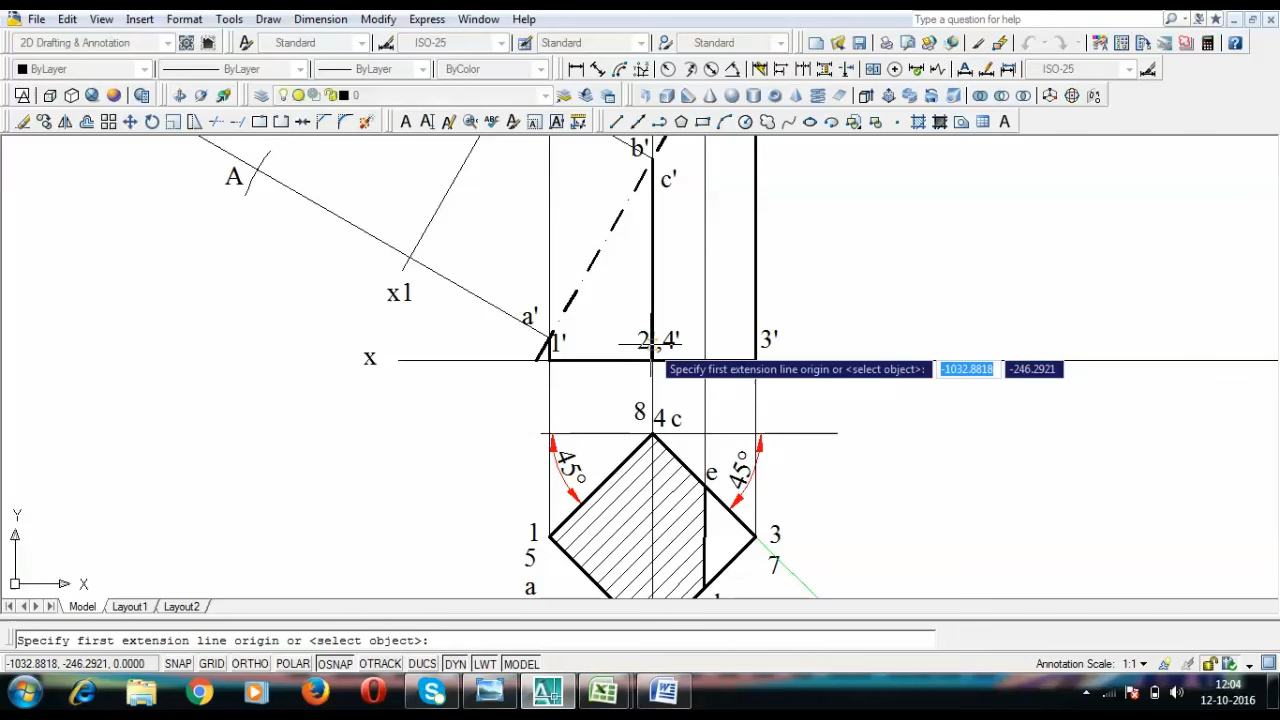 File Edit View Insert Format Tools Draw Dimension Modify Express Window Help Type a question for help
2D Drafting & Annotation Standard ISO-25 Standard Standard
ByLayer ByLayer ByLayer ByColor ISO-25
0
b'
A c'
x1
a' 1' 2',4' 3'
x
Specify first extension line origin or <select object>: -1032.8818 -246.2921
8 4 c
45° e 45°
1 3
5 7
a
Y
X
Model Layout1 Layout2
Specify first extension line origin or <select object>:
-1032.8818, -246.2921, 0.0000 SNAP GRID ORTHO POLAR OSNAP OTRACK DUCS DYN LWT MODEL Annotation Scale: 1:1
12:04
12-10-2016